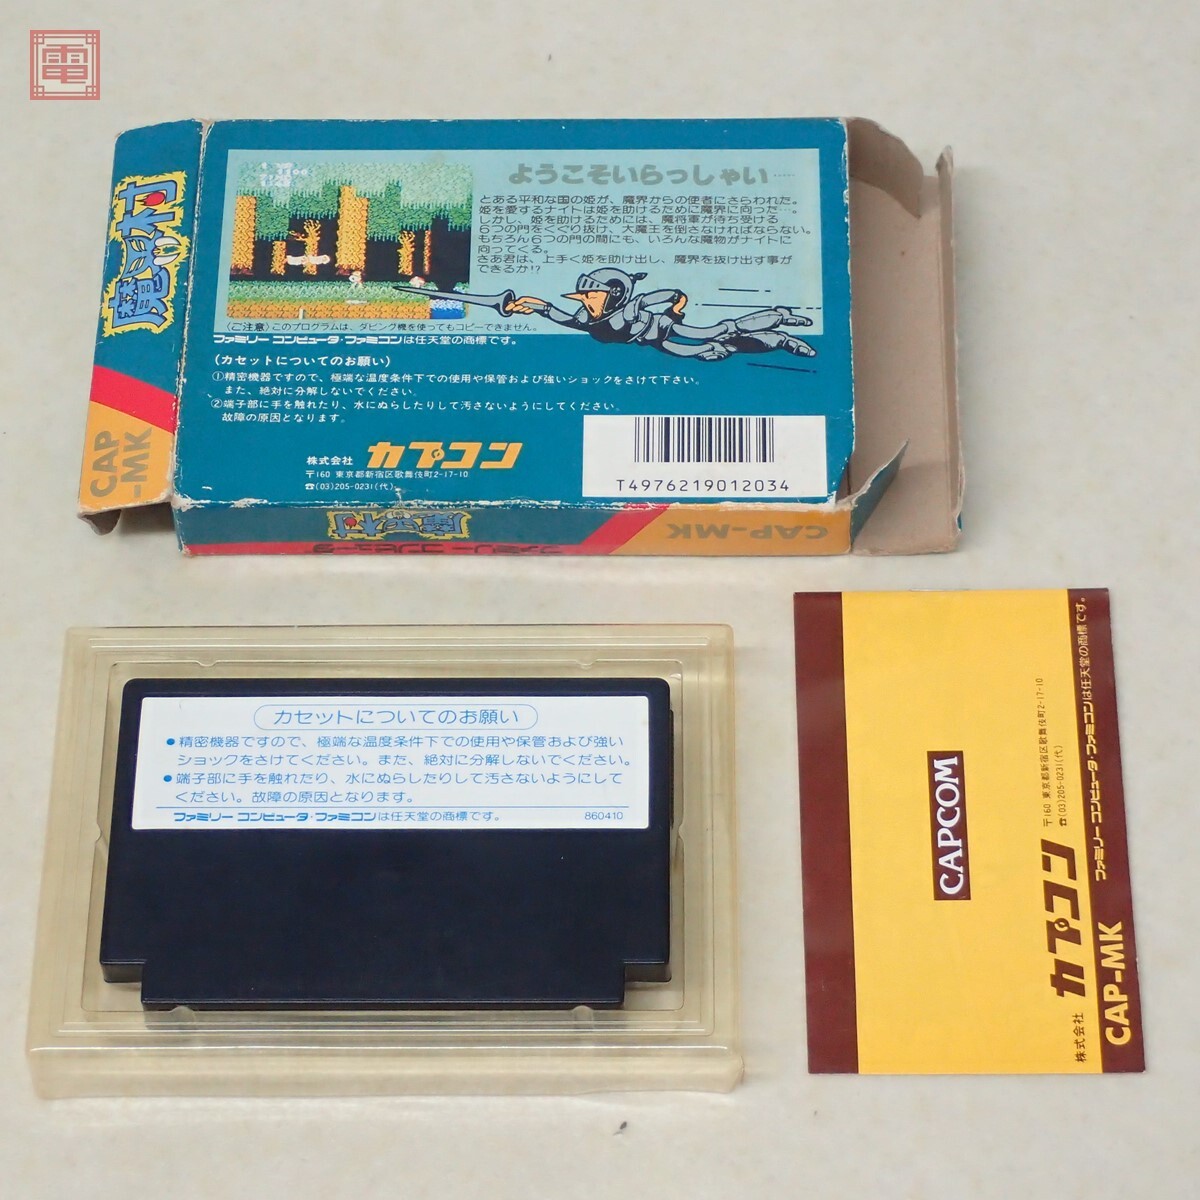 電
魔界村
CAP
-MK
ようこそいらっしゃい……
とある平和な国の姫が、魔界からの使者にさらわれた。
姫を愛するナイトは姫を助けるために魔界に向った…。
しかし、姫を助けるためには、魔将軍が待ち受ける
6つの門をくぐり抜け、大魔王を倒さなければならない。
もちろん6つの門の間にも、いろんな魔物がナイトに
向ってくる。
さあ君は、上手く姫を助け出し、魔界を抜け出す事が
できるか!?
〈ご注意〉このプログラムは、ダビング機を使ってもコピーできません。
ファミリー コンピュータ・ファミコンは任天堂の商標です。
(カセットについてのお願い)
①精密機器ですので、極端な温度条件下での使用や保管および強いショックをさけて下さい。
また、絶対に分解しないでください。
②端子部に手を触れたり、水にぬらしたりして汚さないようにしてください。
故障の原因となります。
株式会社 カプコン
〒160 東京都新宿区歌舞伎町2-17-10
☎(03)205-0231(代)
T4976219012034
魔界村
CAP-MK
ファミリー コンピュータ
カセットについてのお願い
●精密機器ですので、極端な温度条件下での使用や保管および強い
ショックをさけてください。また、絶対に分解しないでください。
●端子部に手を触れたり、水にぬらしたりして汚さないようにして
ください。故障の原因となります。
ファミリー コンピュータ・ファミコンは任天堂の商標です。 860410
CAPCOM
株式会社 カプコン
〒160 東京都新宿区歌舞伎町2-17-10
☎(03)205-0231(代)
ファミリー コンピュータ・ファミコンは任天堂の商標です。
CAP-MK